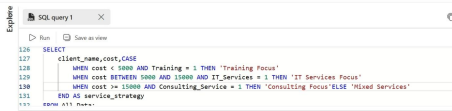 Explore
SQL query 1
Run Save as view
126 SELECT
127 client_name,cost,CASE
128 WHEN cost < 5000 AND Training = 1 THEN 'Training Focus'
129 WHEN cost BETWEEN 5000 AND 15000 AND IT_Services = 1 THEN 'IT Services Focus'
130 WHEN cost >= 15000 AND Consulting_Service = 1 THEN 'Consulting Focus'ELSE 'Mixed Services'
131 END AS service_strategy
132 FROM All_Data;